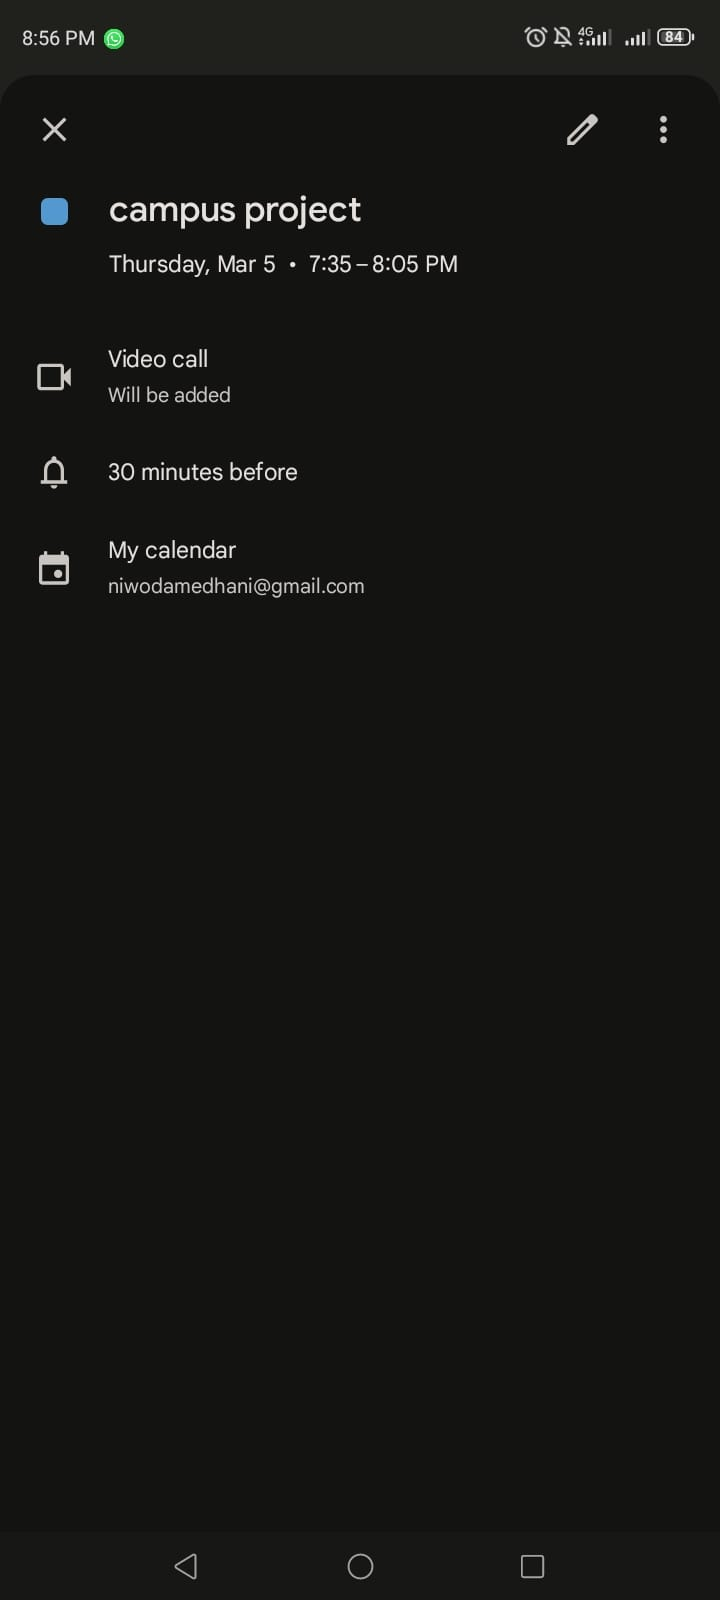 8:56 PM 4G 84
campus project
Thursday, Mar 5 • 7:35 – 8:05 PM
Video call
Will be added
30 minutes before
My calendar
niwodamedhani@gmail.com